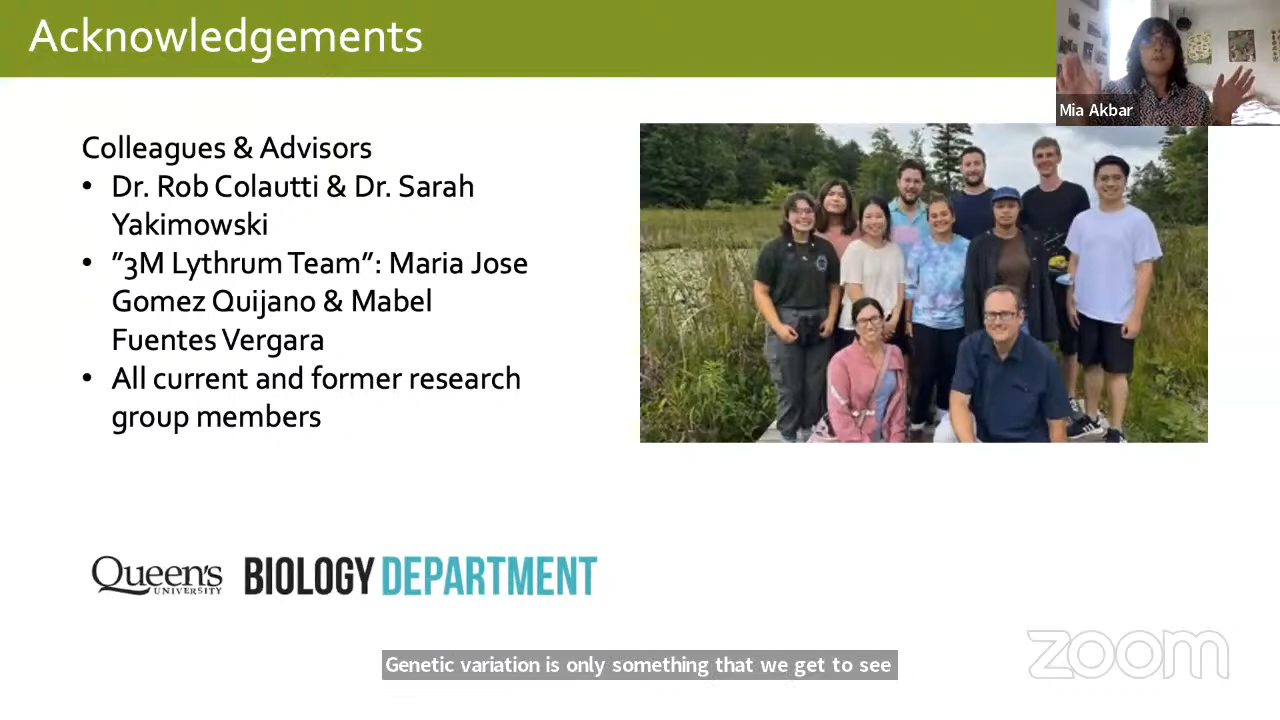 Acknowledgements
Mia Akbar
Colleagues & Advisors
• Dr. Rob Colautti & Dr. Sarah
Yakimowski
• ”3M Lythrum Team”: Maria Jose
Gomez Quijano & Mabel
Fuentes Vergara
• All current and former research
group members
Queen's
UNIVERSITY
BIOLOGY DEPARTMENT
Genetic variation is only something that we get to see
zoom